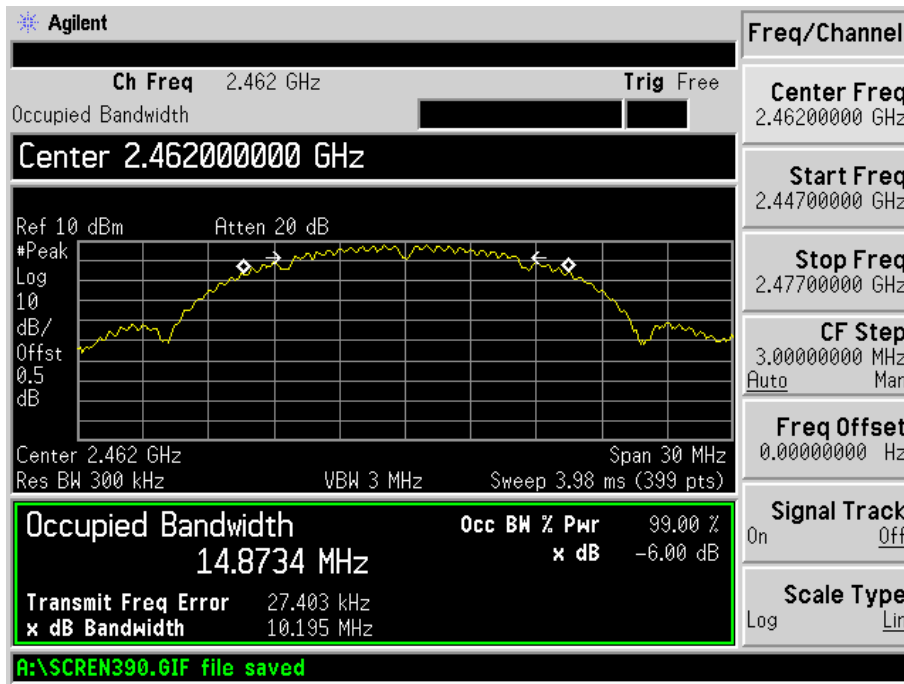 Agilent
Freq/Channel
Ch Freq 2.462 GHz Trig Free
Occupied Bandwidth
Center 2.462000000 GHz
Center Freq
2.46200000 GHz
Start Freq
2.44700000 GHz
Stop Freq
2.47700000 GHz
CF Step
3.00000000 MHz
Auto Man
Freq Offset
0.00000000 Hz
Signal Track
On Off
Scale Type
Log Lin
Ref 10 dBm Atten 20 dB
#Peak
Log
10
dB/
Offst
0.5
dB
Center 2.462 GHz Span 30 MHz
Res BW 300 kHz VBW 3 MHz Sweep 3.98 ms (399 pts)
Occupied Bandwidth
14.8734 MHz
Occ BW % Pwr 99.00 %
x dB -6.00 dB
Transmit Freq Error 27.403 kHz
x dB Bandwidth 10.195 MHz
A:\SCREN390.GIF file saved